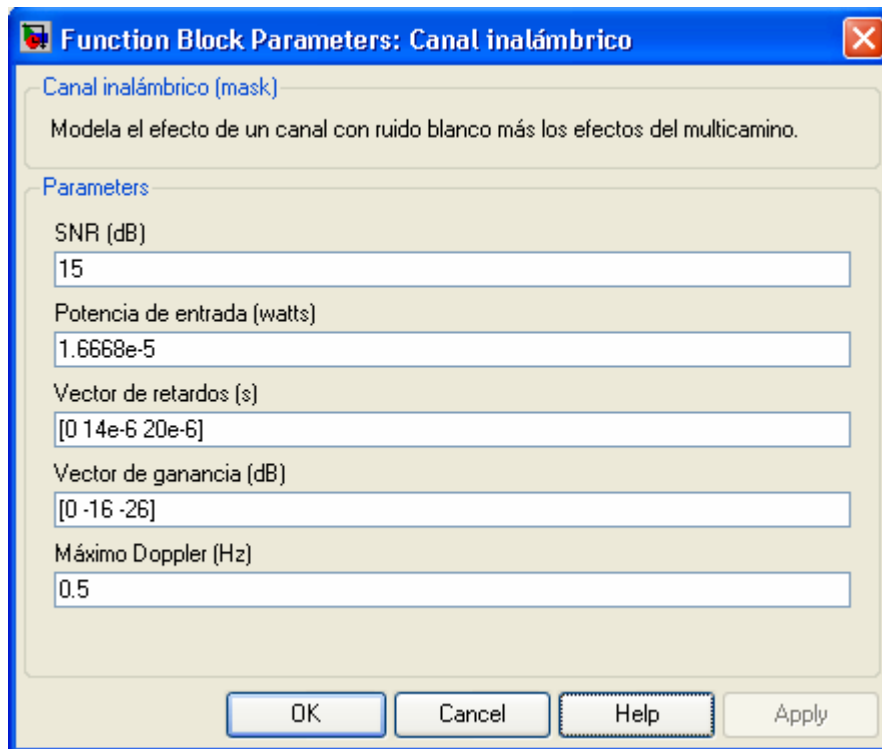 Function Block Parameters: Canal inalámbrico
Canal inalámbrico (mask)
Modela el efecto de un canal con ruido blanco más los efectos del multicamino.
Parameters
SNR (dB)
15
Potencia de entrada (watts)
1.6668e-5
Vector de retardos (s)
[0 14e-6 20e-6]
Vector de ganancia (dB)
[0 -16 -26]
Máximo Doppler (Hz)
0.5
OK Cancel Help Apply